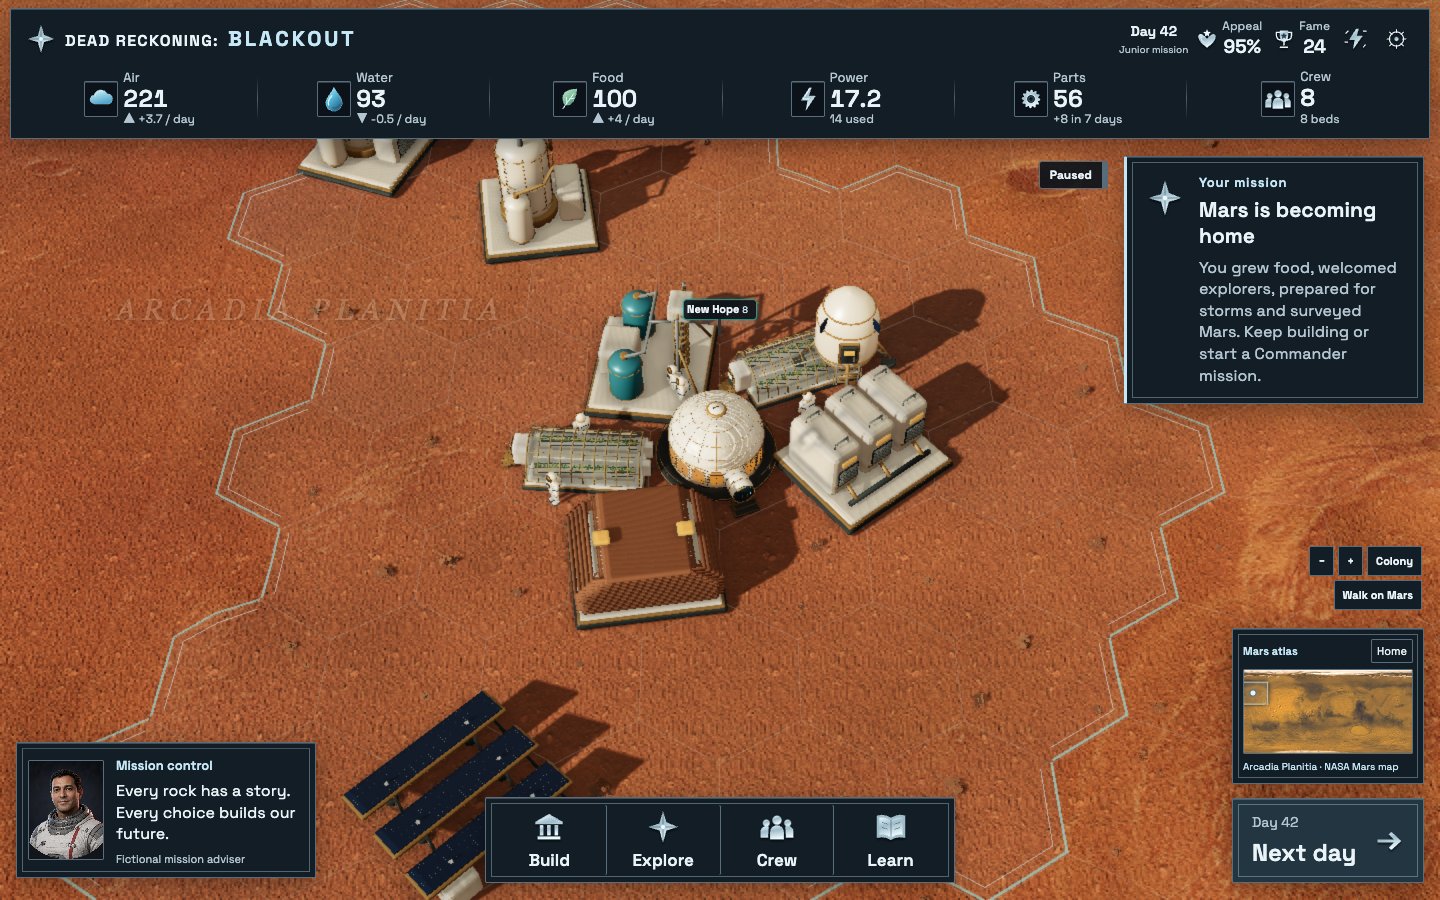 DEAD RECKONING: BLACKOUT
Day 42
Junior mission
Appeal
95%
Fame
24
Air
221
+3.7 / day
Water
93
-0.5 / day
Food
100
+4 / day
Power
17.2
14 used
Parts
56
+8 in 7 days
Crew
8
8 beds
Paused
Your mission
Mars is becoming
home
You grew food, welcomed
explorers, prepared for
storms and surveyed
Mars. Keep building or
start a Commander
mission.
ARCADIA PLANITIA
New Hope 8
- + Colony
Walk on Mars
Mars atlas
Home
Arcadia Planitia · NASA Mars map
Mission control
Every rock has a story.
Every choice builds our
future.
Fictional mission adviser
Build
Explore
Crew
Learn
Day 42
Next day